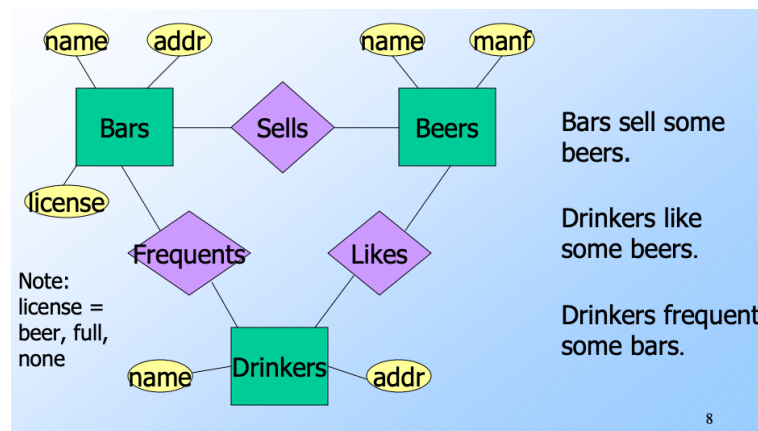 name
addr
name
manf
Bars
Sells
Beers
license
Frequents
Likes
Note:
license =
beer, full,
none
name
Drinkers
addr
Bars sell some
beers.
Drinkers like
some beers.
Drinkers frequent
some bars.
8